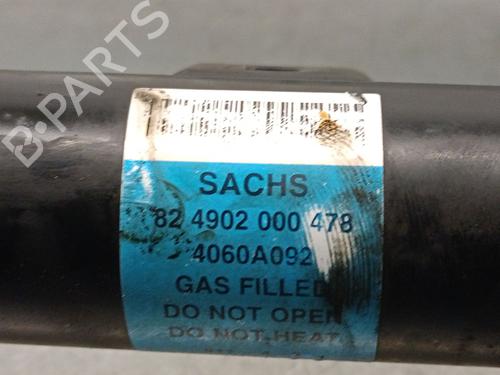 B-PARTS
SACHS
82 4902 000 478
4060A092
GAS FILLED
DO NOT OPEN
DO NOT HEAT